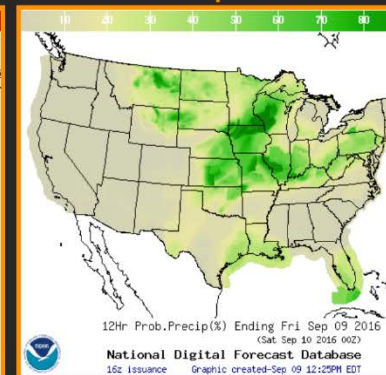 10 20 30 40 50 60 70 80
12Hr Prob.Precip(%) Ending Fri Sep 09 2016
(Sat Sep 10 2016 00Z)
National Digital Forecast Database
16z issuance Graphic created-Sep 09 12:25PM EDT